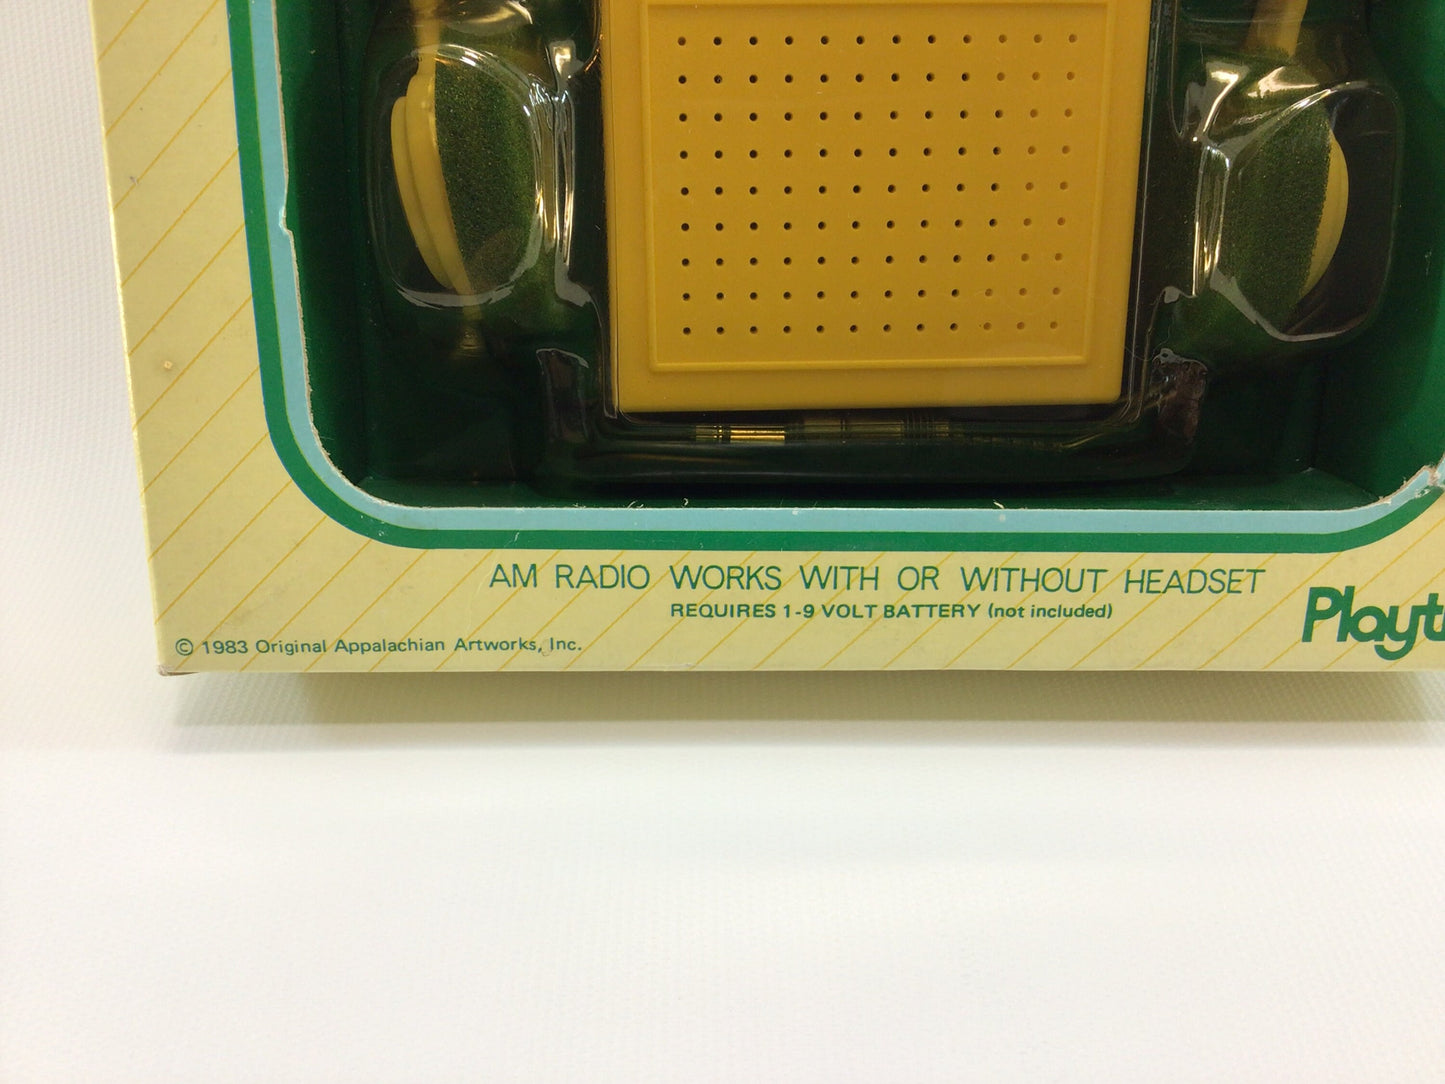 AM RADIO WORKS WITH OR WITHOUT HEADSET
REQUIRES 1-9 VOLT BATTERY (not included)
© 1983 Original Appalachian Artworks, Inc.
Playt